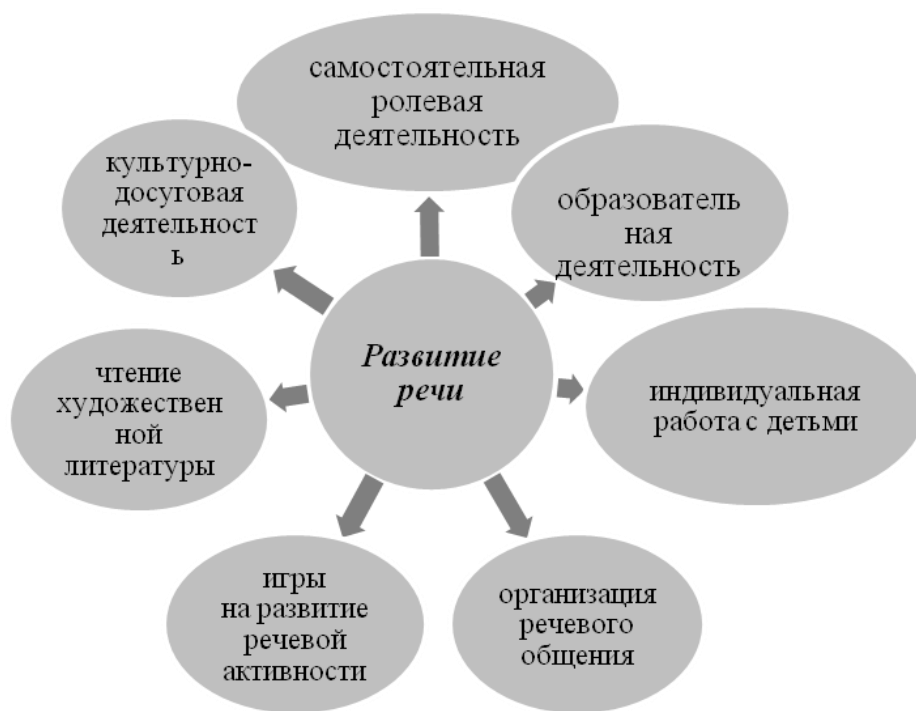 самостоятельная
ролевая
деятельность
культурно-
досуговая
деятельност
ь
образователь
ная
деятельность
Развитие
речи
чтение
художествен
ной
литературы
индивидуальная
работа с детьми
игры
на развитие
речевой
активности
организация
речевого
общения